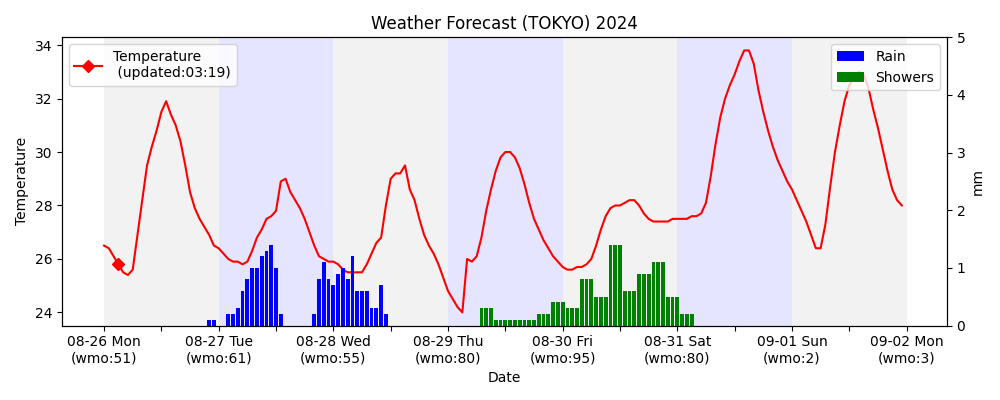 Weather Forecast (TOKYO) 2024
Temperature
(updated:03:19)
Rain
Showers
34
32
30
28
26
24
Temperature
5
4
3
2
1
0
mm
08-26 Mon
(wmo:51)
08-27 Tue
(wmo:61)
08-28 Wed
(wmo:55)
08-29 Thu
(wmo:80)
08-30 Fri
(wmo:95)
08-31 Sat
(wmo:80)
09-01 Sun
(wmo:2)
09-02 Mon
(wmo:3)
Date